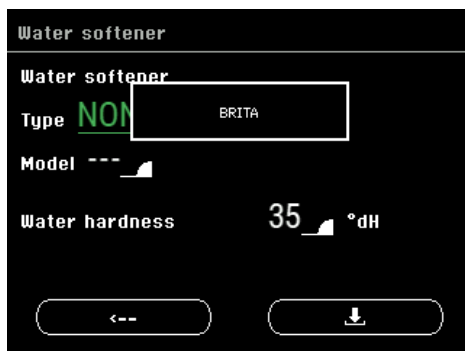 Water softener
Water softener
Type NON
BRITA
Model ---
Water hardness 35 °dH
<--